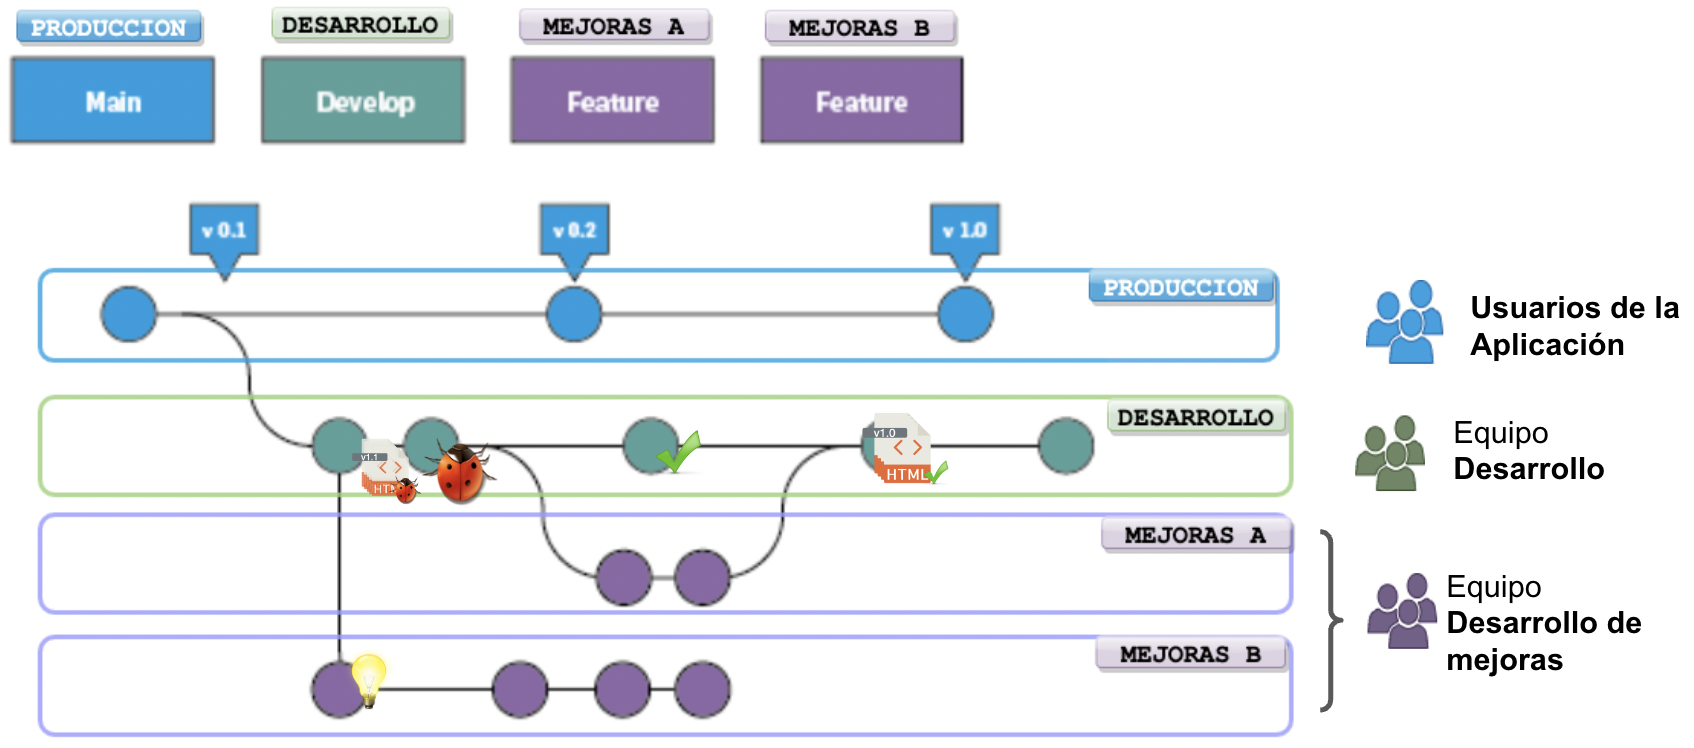 PRODUCCION
DESARROLLO
MEJORAS A
MEJORAS B
Main
Develop
Feature
Feature
v 0.1
v 0.2
v 1.0
PRODUCCION
Usuarios de la
Aplicación
DESARROLLO
v1.1
HTML
v1.0
HTML
Equipo
Desarrollo
MEJORAS A
MEJORAS B
Equipo
Desarrollo de
mejoras